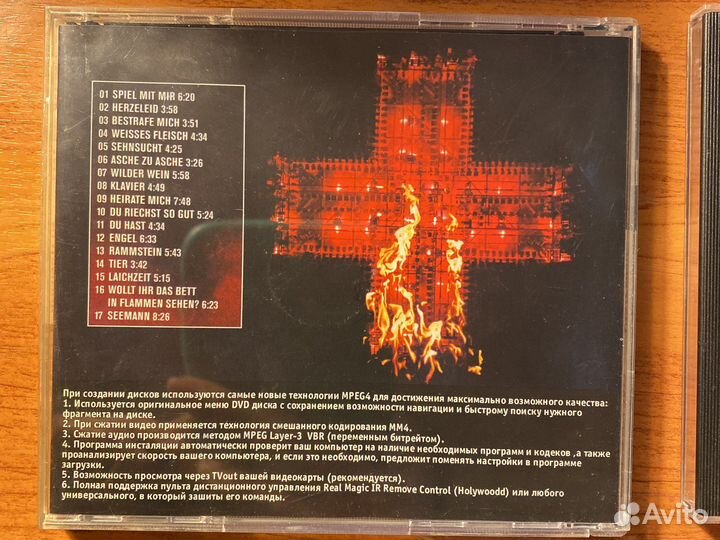 01 SPIEL MIT MIR 6:20
02 HERZELEID 3:58
03 BESTRAFE MICH 3:51
04 WEISSES FLEISCH 4:34
05 SEHNSUCHT 4:25
06 ASCHE ZU ASCHE 3:26
07 WILDER WEIN 5:58
08 KLAVIER 4:49
09 HEIRATE MICH 7:48
10 DU RIECHST SO GUT 5:24
11 DU HAST 4:34
12 ENGEL 6:33
13 RAMMSTEIN 5:43
14 TIER 3:42
15 LAICHZEIT 5:15
16 WOLLT IHR DAS BETT
IN FLAMMEN SEHEN? 6:23
17 SEEMANN 8:26
При создании дисков используются самые новые технологии MPEG4 для достижения максимально возможного качества:
1. Используется оригинальное меню DVD диска с сохранением возможности навигации и быстрому поиску нужного
фрагмента на диске.
2. При сжатии видео применяется технология смешанного кодирования MM4.
3. Сжатие аудио производится методом MPEG Layer-3 VBR (переменным битрейтом).
4. Программа инсталяции автоматически проверит ваш компьютер на наличие необходимых программ и кодеков ,а также
проанализирует скорость вашего компьютера, и если это необходимо, предложит поменять настройки в программе
загрузки.
5. Возможность просмотра через TVout вашей видеокарты (рекомендуется).
6. Полная поддержка пульта дистанционного управления Real Magic IR Remove Control (Holywoodd) или любого
универсального, в который зашиты его команды.
Avito